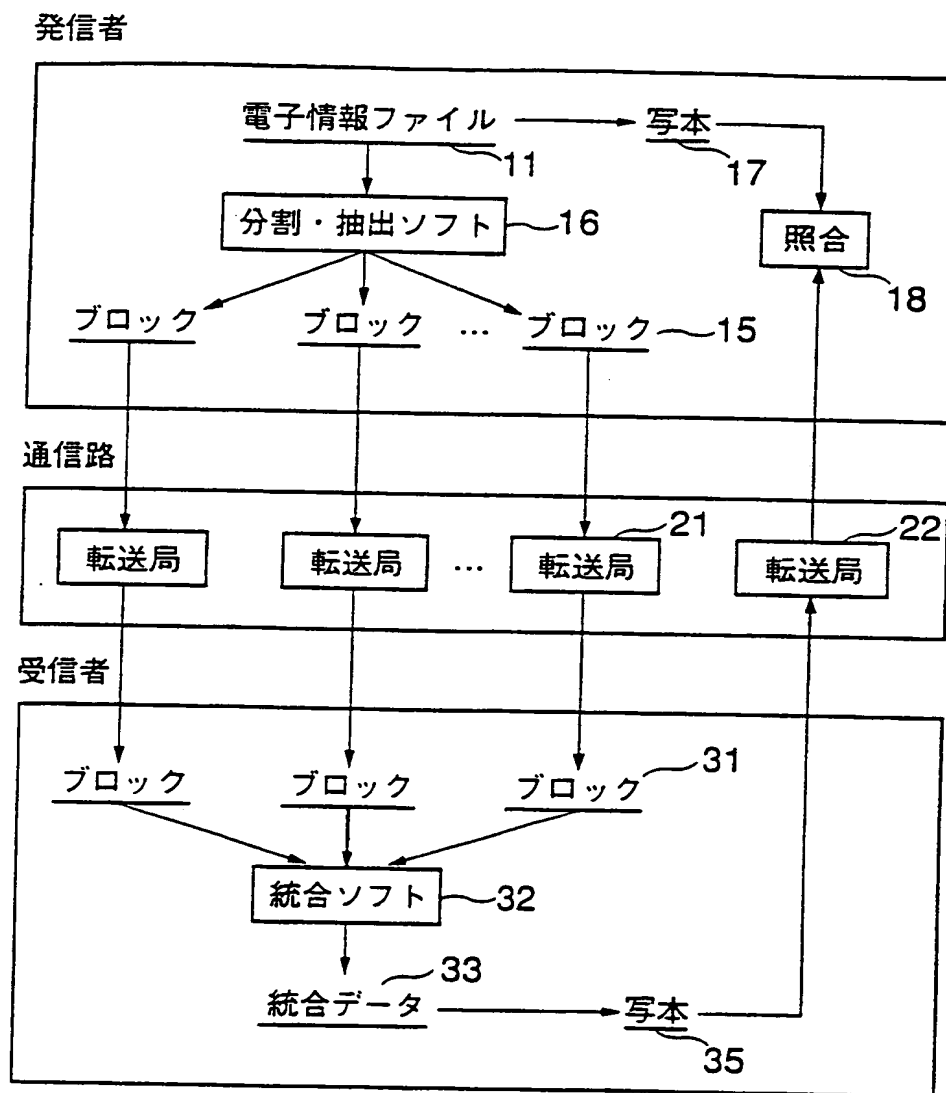 発信者
電子情報ファイル 写本
11 17
分割・抽出ソフト 16 照合
18
ブロック ブロック … ブロック 15
通信路
21 22
転送局 転送局 … 転送局 転送局
受信者
ブロック ブロック ブロック 31
統合ソフト 32
33
統合データ 写本
35